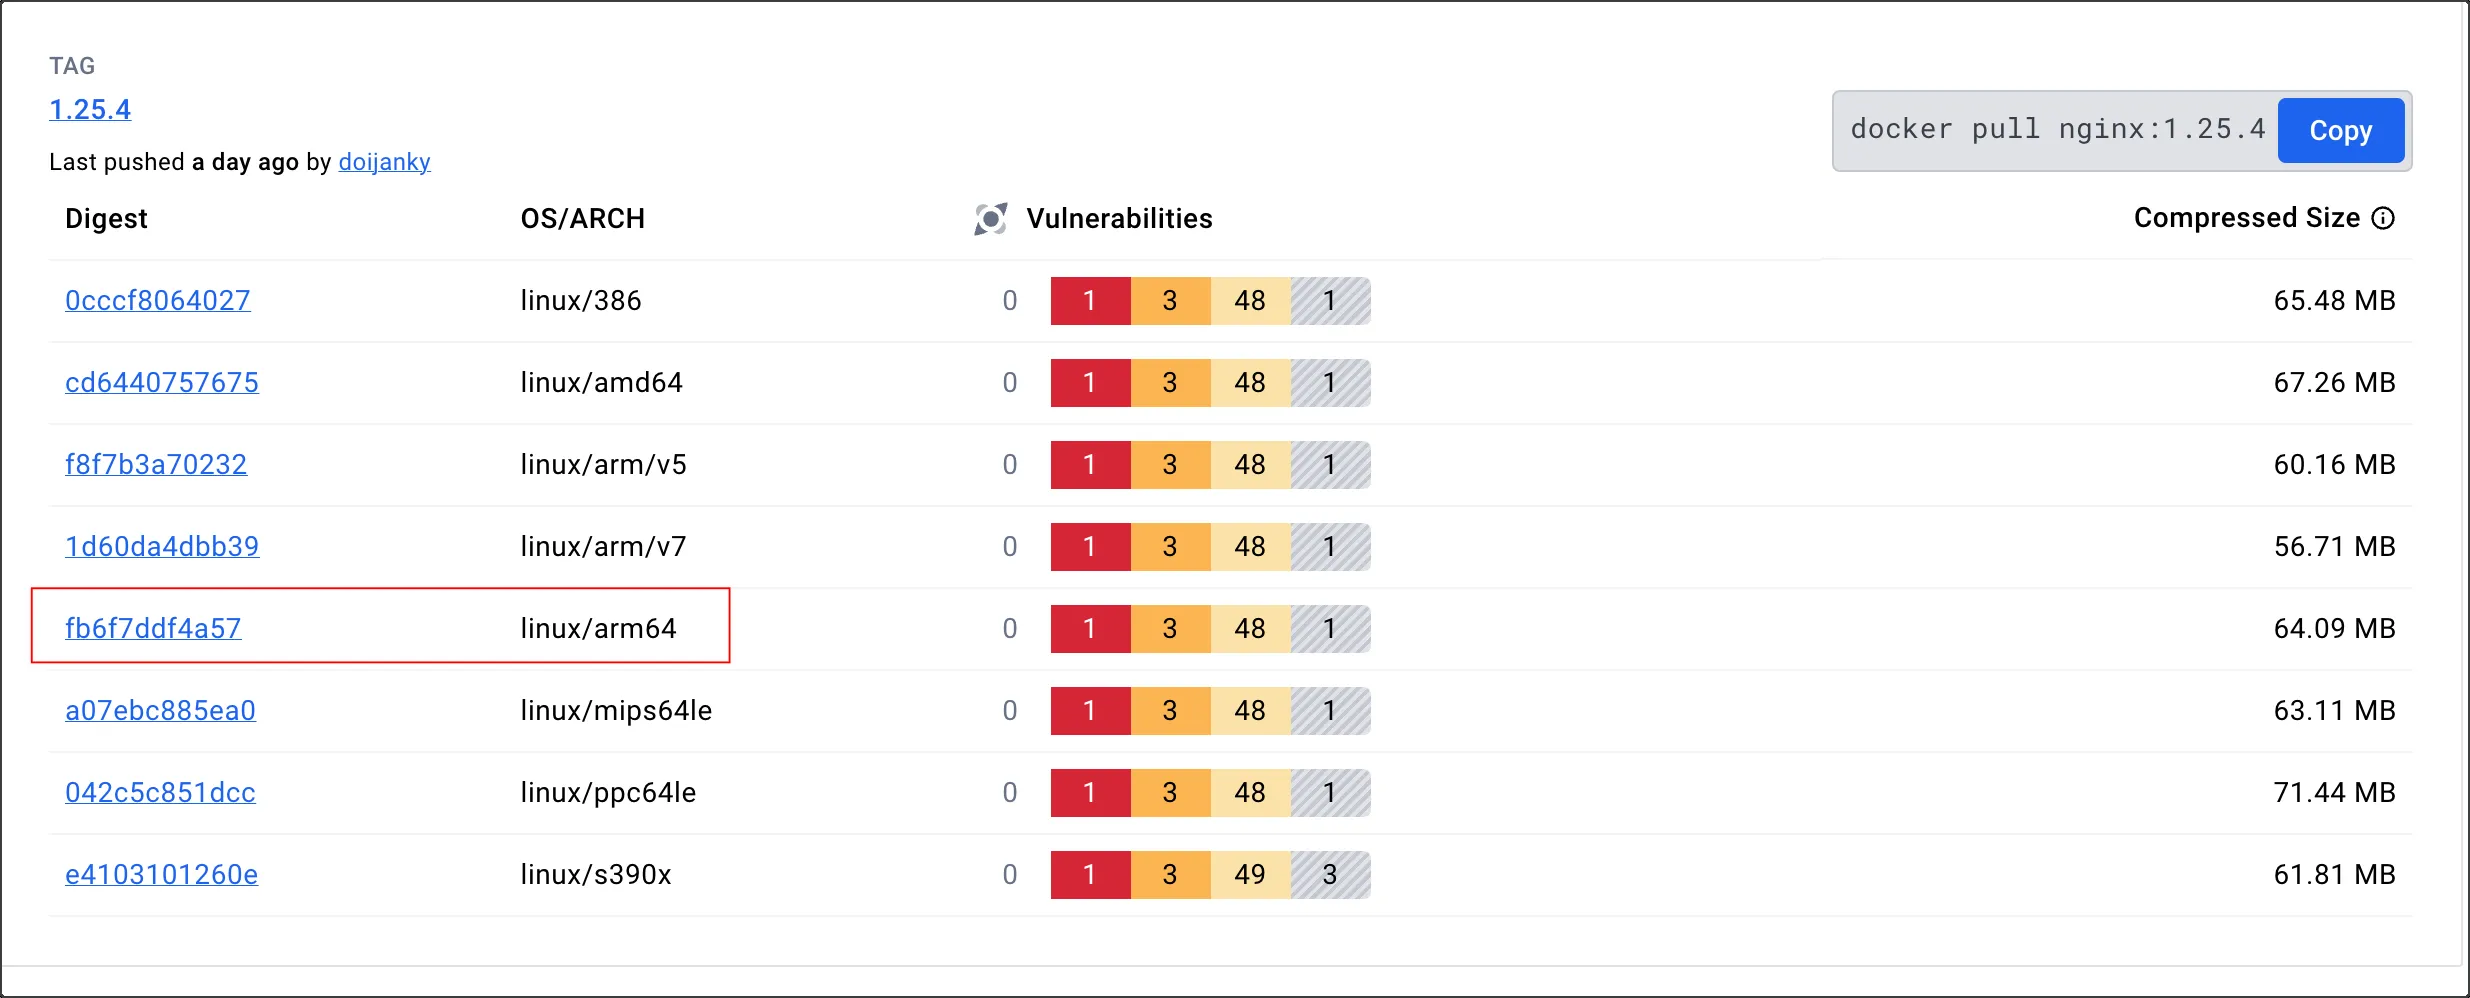 TAG
1.25.4
docker pull nginx:1.25.4 Copy
Last pushed a day ago by doijanky
Digest OS/ARCH Vulnerabilities Compressed Size
0cccf8064027 linux/386 0 1 3 48 1 65.48 MB
cd6440757675 linux/amd64 0 1 3 48 1 67.26 MB
f8f7b3a70232 linux/arm/v5 0 1 3 48 1 60.16 MB
1d60da4dbb39 linux/arm/v7 0 1 3 48 1 56.71 MB
fb6f7ddf4a57 linux/arm64 0 1 3 48 1 64.09 MB
a07ebc885ea0 linux/mips64le 0 1 3 48 1 63.11 MB
042c5c851dcc linux/ppc64le 0 1 3 48 1 71.44 MB
e4103101260e linux/s390x 0 1 3 49 3 61.81 MB